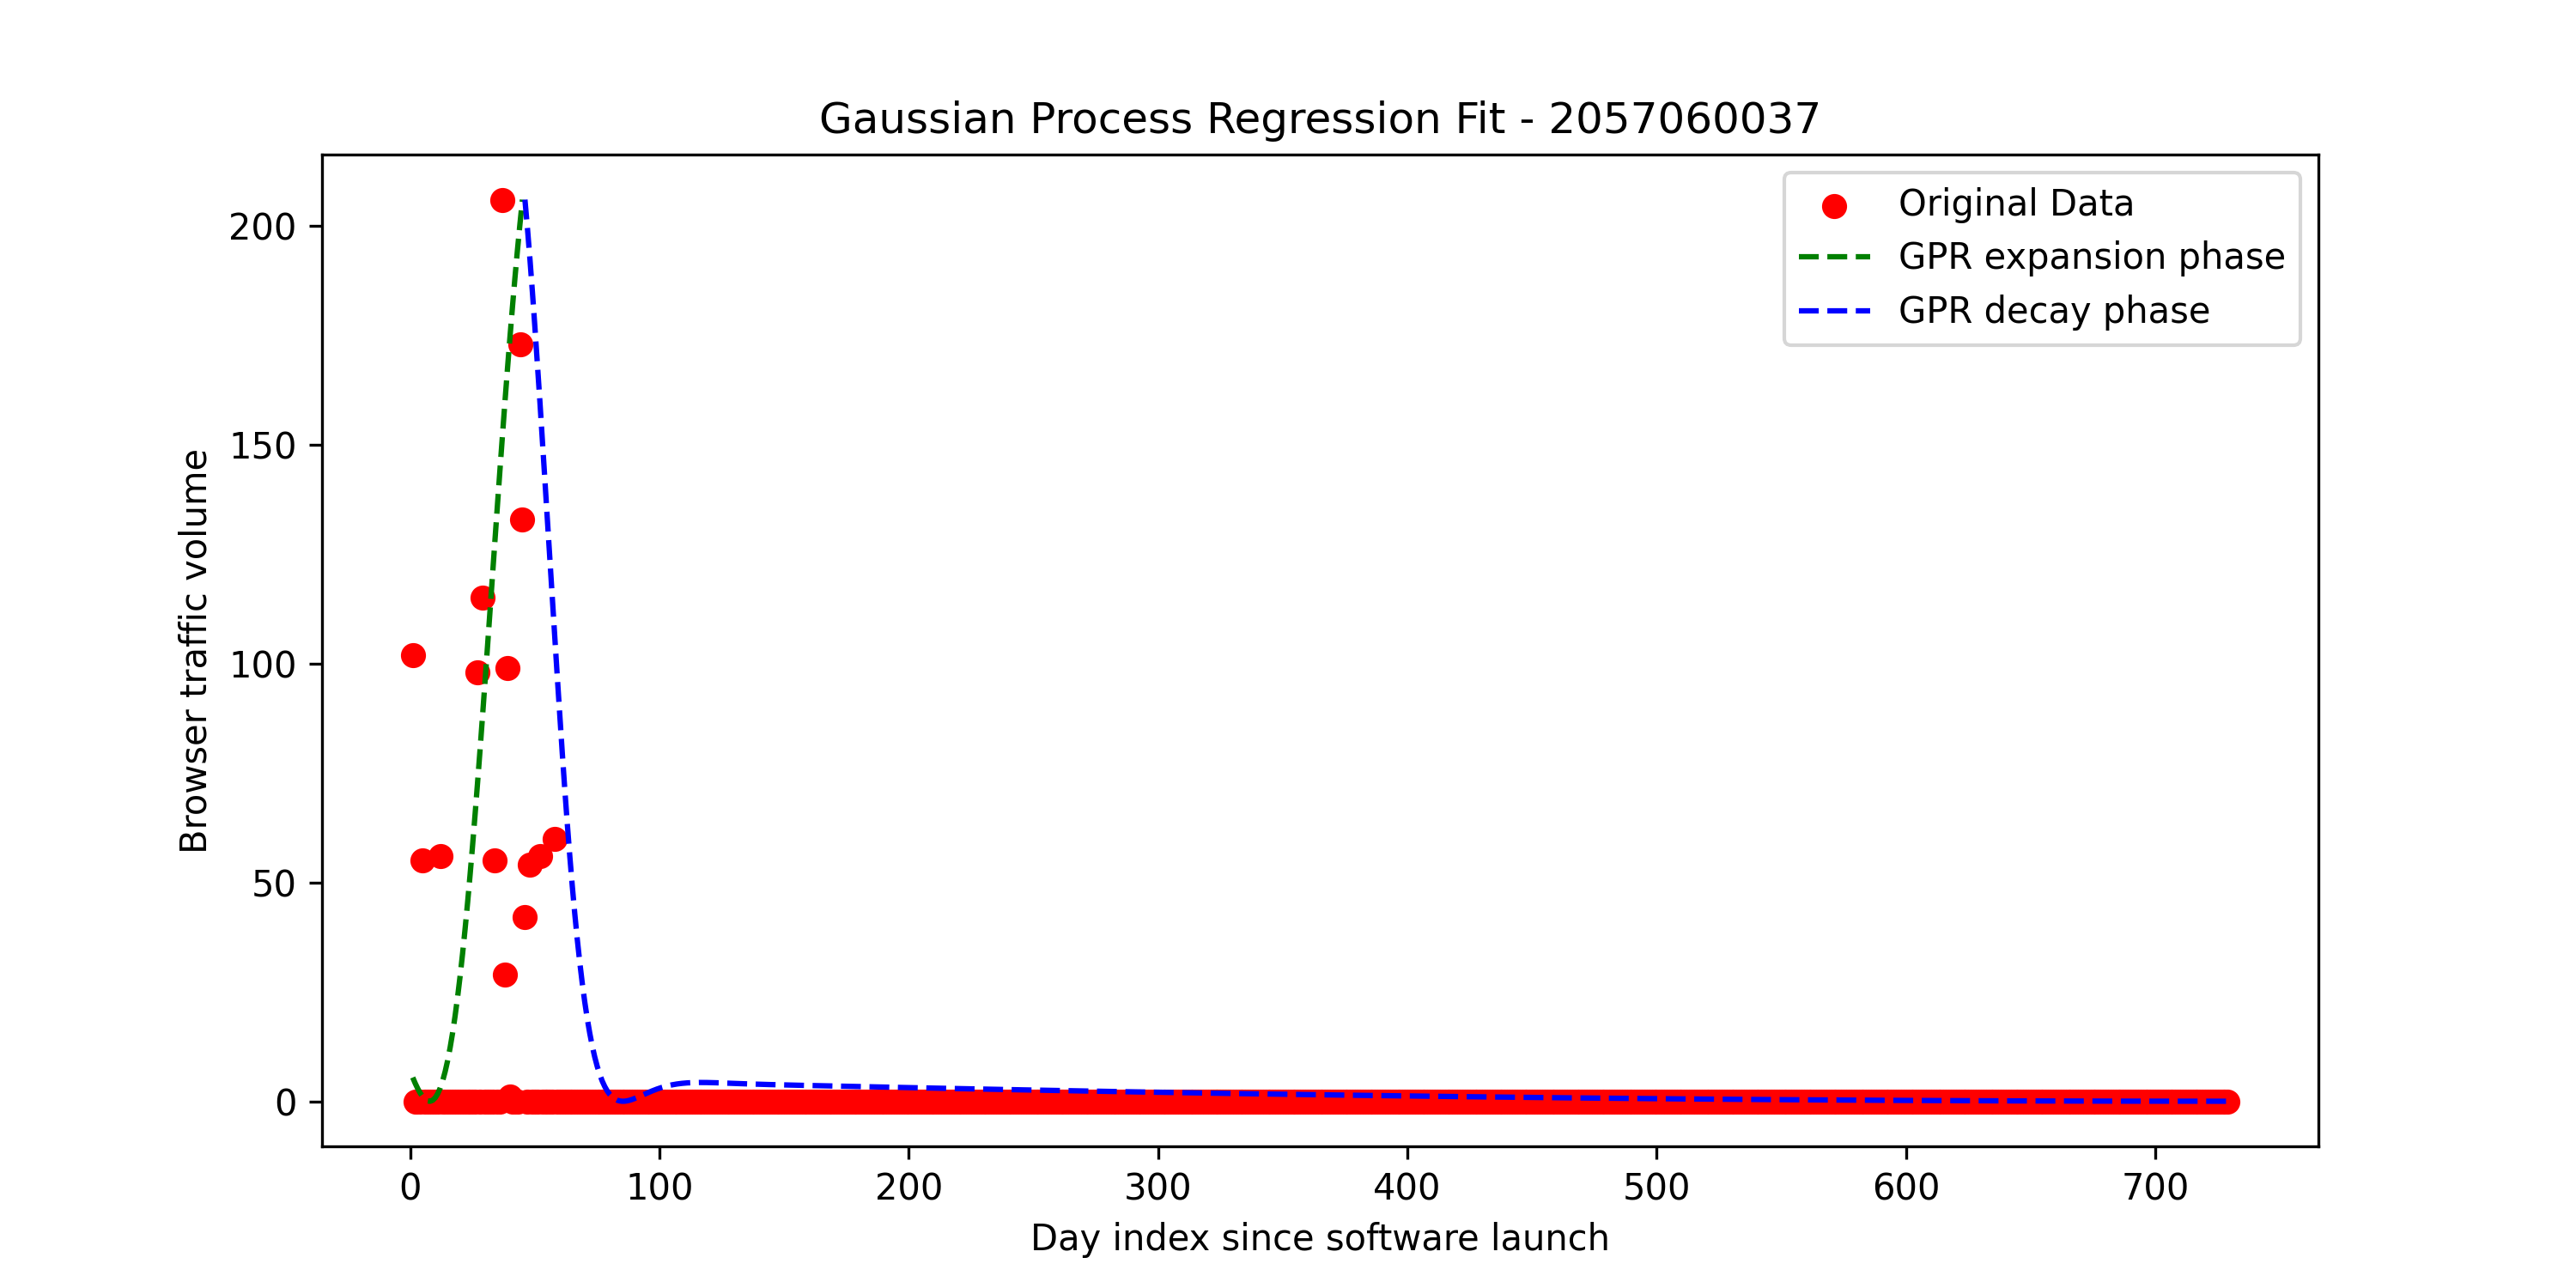 Gaussian Process Regression Fit - 2057060037
Original Data
GPR expansion phase
GPR decay phase
Browser traffic volume
200
150
100
50
0
0 100 200 300 400 500 600 700
Day index since software launch